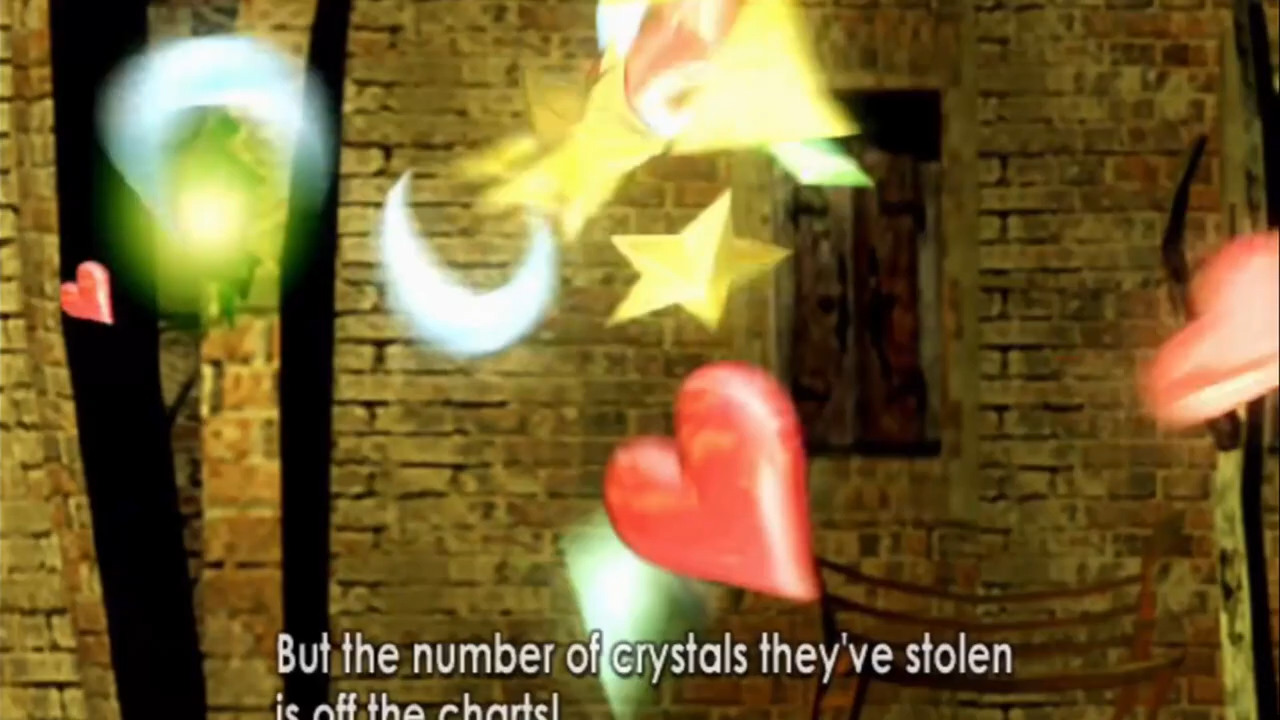 But the number of crystals they've stolen
is off the charts!